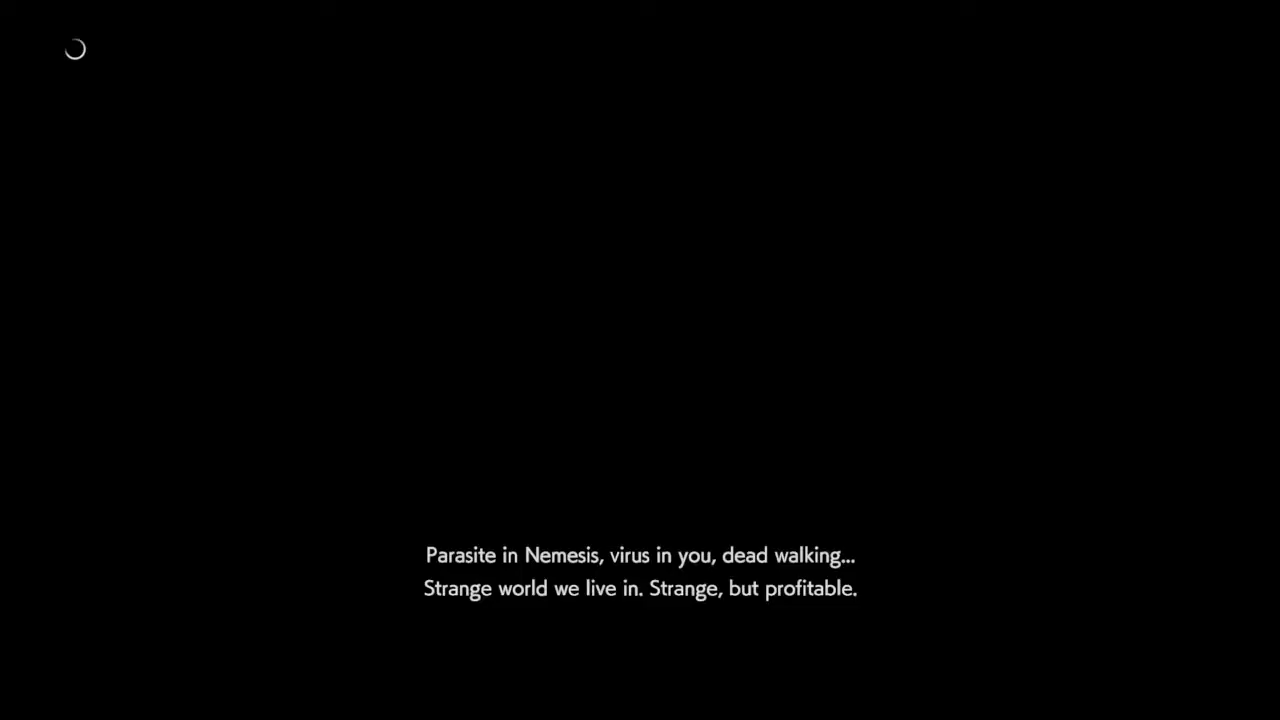 Parasite in Nemesis, virus in you, dead walking...
Strange world we live in. Strange, but profitable.